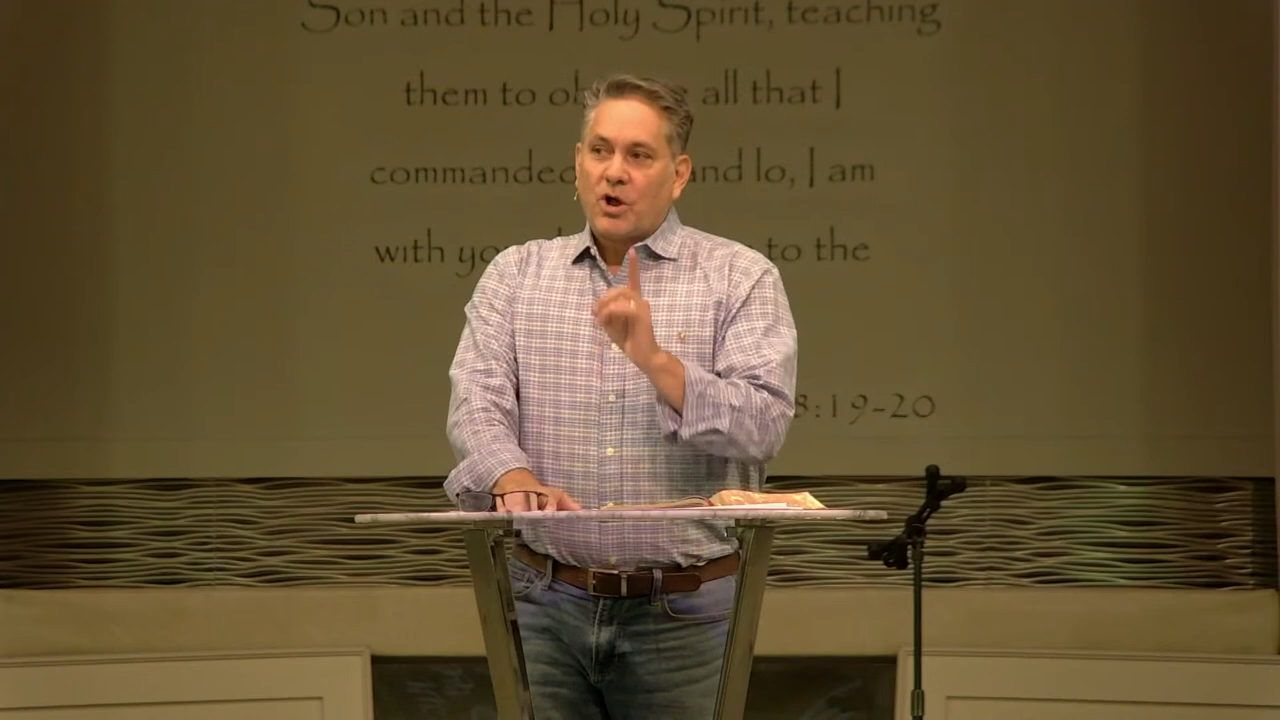 Son and the Holy Spirit, teaching
them to all that I
commanded and lo, I am
with to the
8:19-20